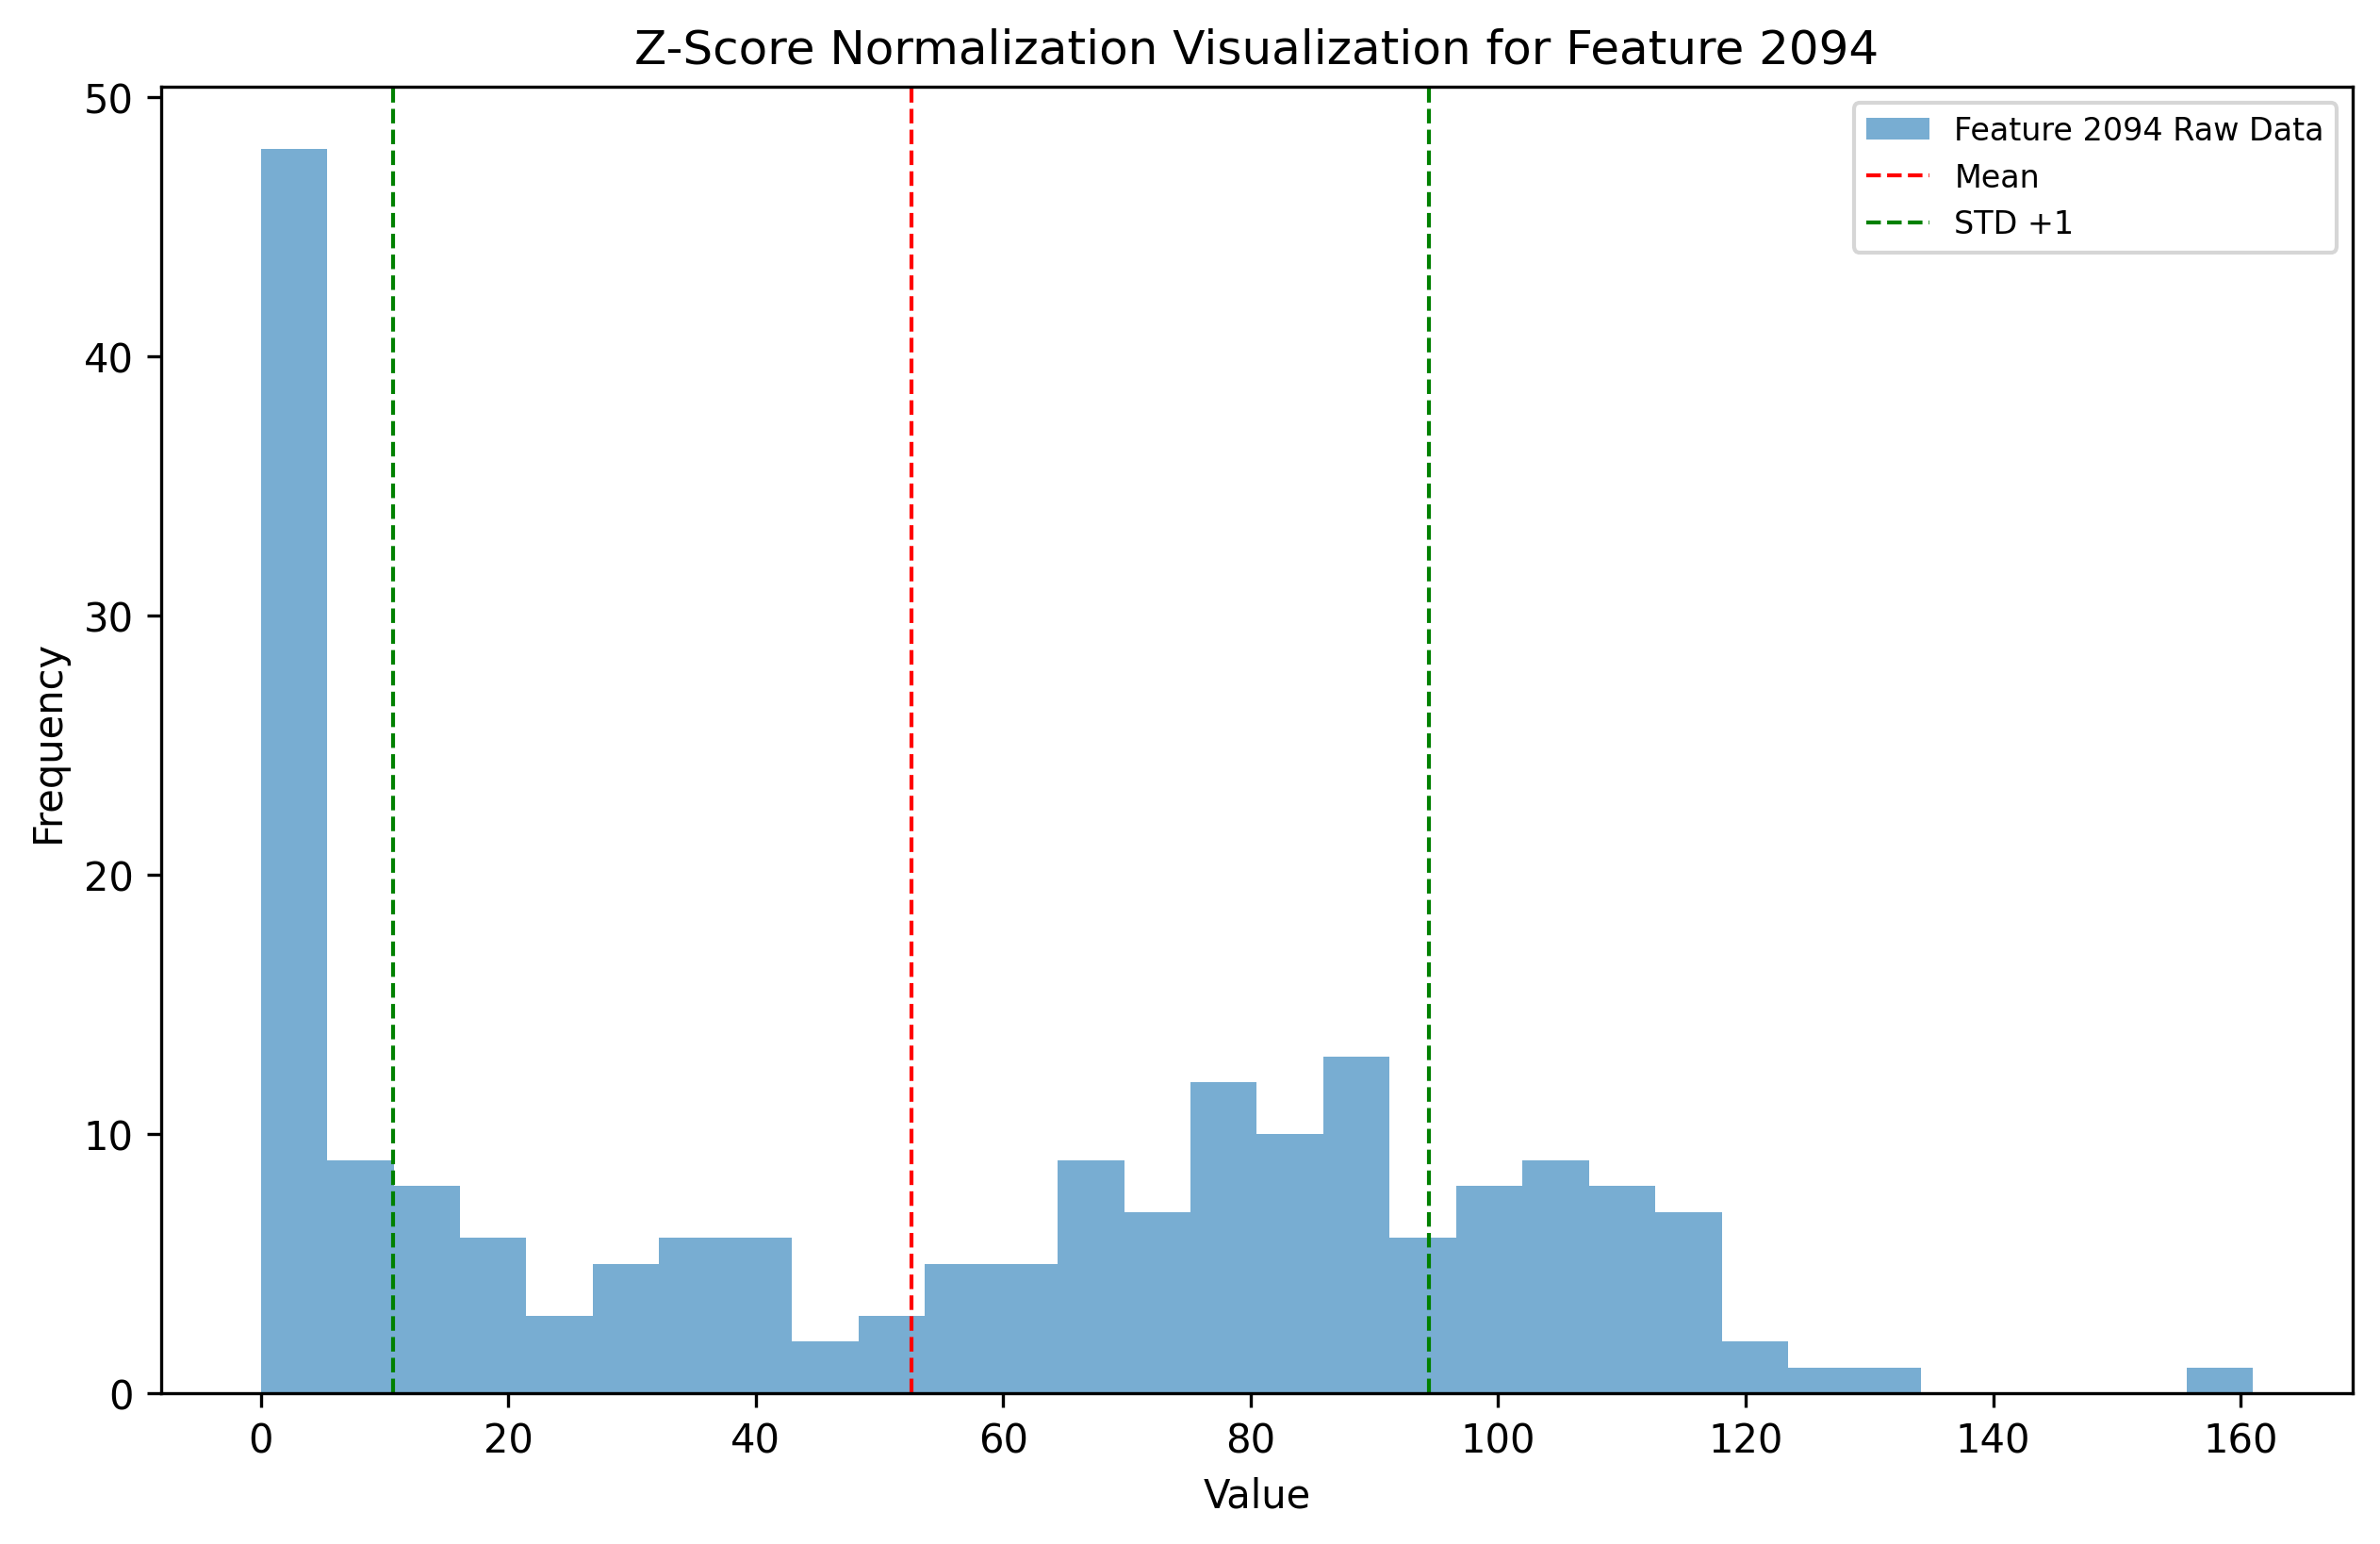 Z-Score Normalization Visualization for Feature 2094
Feature 2094 Raw Data
Mean
STD +1
Frequency
50
40
30
20
10
0
0 20 40 60 80 100 120 140 160
Value